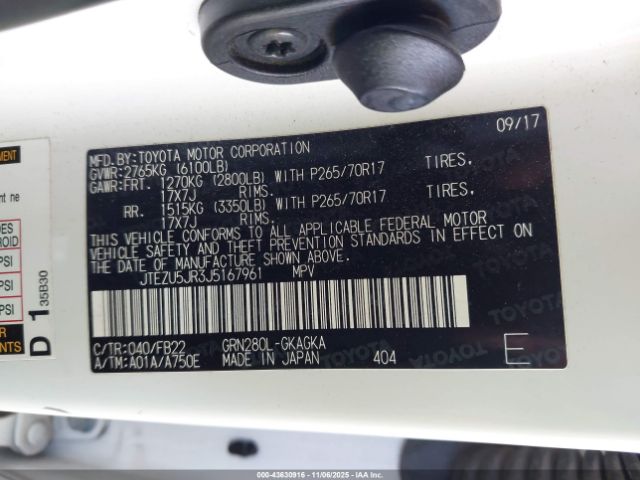 MFD.BY:TOYOTA MOTOR CORPORATION 09/17
GVWR:2765KG (6100LB)
GAWR:FRT. 1270KG (2800LB) WITH P265/70R17 TIRES,
17X7J RIMS.
RR. 1515KG (3350LB) WITH P265/70R17 TIRES,
17X7J RIMS.
THIS VEHICLE CONFORMS TO ALL APPLICABLE FEDERAL MOTOR
VEHICLE SAFETY AND THEFT PREVENTION STANDARDS IN EFFECT ON
THE DATE OF MANUFACTURE SHOWN ABOVE.
JTEZU5JR3J5167961 MPV
C/TR:040/FB22 GRN280L-GKAGKA
A/TM:A01A/A750E MADE IN JAPAN 404 E
PSI
PSI
PSI
D 1 35B30
000-43630916 - 11/06/2025 - © IAA Inc.